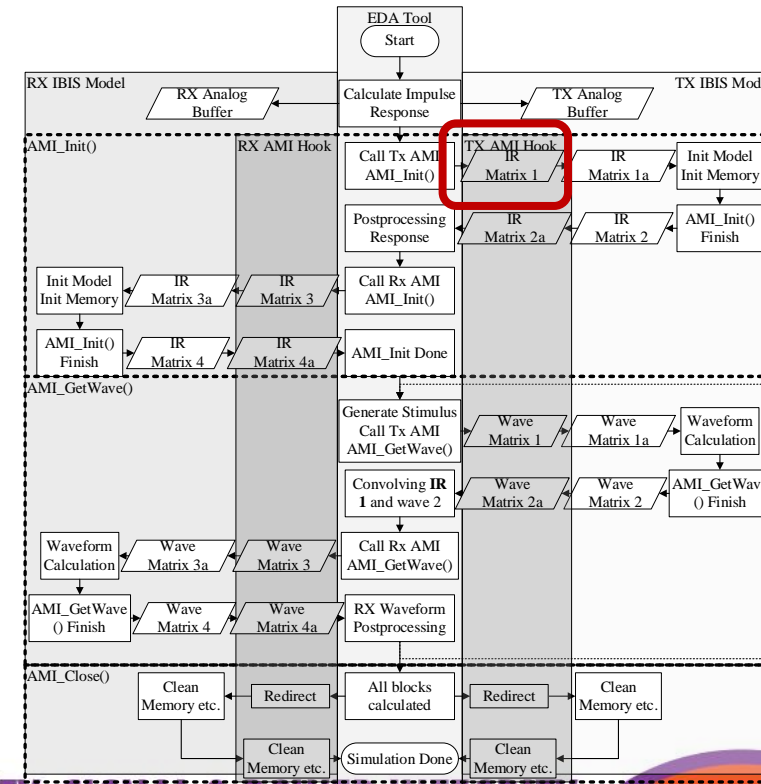 EDA Tool
Start
RX IBIS Model
TX IBIS Mod
RX Analog
Buffer
Calculate Impulse
Response
TX Analog
Buffer
AMI_Init()
RX AMI Hook
TX AMI Hook
Call Tx AMI
AMI_Init()
IR
Matrix 1
IR
Matrix 1a
Init Model
Init Memory
Postprocessing
Response
IR
Matrix 2a
IR
Matrix 2
AMI_Init()
Finish
Init Model
Init Memory
IR
Matrix 3a
IR
Matrix 3
Call Rx AMI
AMI_Init()
AMI_Init()
Finish
IR
Matrix 4
IR
Matrix 4a
AMI_Init Done
AMI_GetWave()
Generate Stimulus
Call Tx AMI
AMI_GetWave()
Wave
Matrix 1
Wave
Matrix 1a
Waveform
Calculation
Convolving IR
1 and wave 2
Wave
Matrix 2a
Wave
Matrix 2
AMI_GetWav
() Finish
Waveform
Calculation
Wave
Matrix 3a
Wave
Matrix 3
Call Rx AMI
AMI_GetWave()
AMI_GetWave
() Finish
Wave
Matrix 4
Wave
Matrix 4a
RX Waveform
Postprocessing
AMI_Close()
Clean
Memory etc.
Redirect
All blocks
calculated
Redirect
Clean
Memory etc.
Clean
Memory etc.
Simulation Done
Clean
Memory etc.